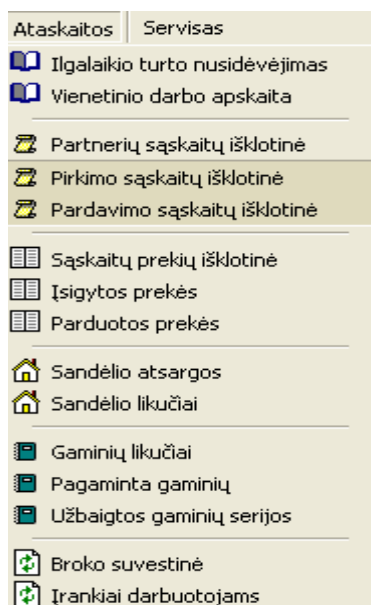 Ataskaitos Servisas
Ilgalaikio turto nusidėvėjimas
Vienetinio darbo apskaita
Partnerių sąskaitų išklotinė
Pirkimo sąskaitų išklotinė
Pardavimo sąskaitų išklotinė
Sąskaitų prekių išklotinė
Įsigytos prekės
Parduotos prekės
Sandėlio atsargos
Sandėlio likučiai
Gaminių likučiai
Pagaminta gaminių
Užbaigtos gaminių serijos
Broko suvestinė
Įrankiai darbuotojams